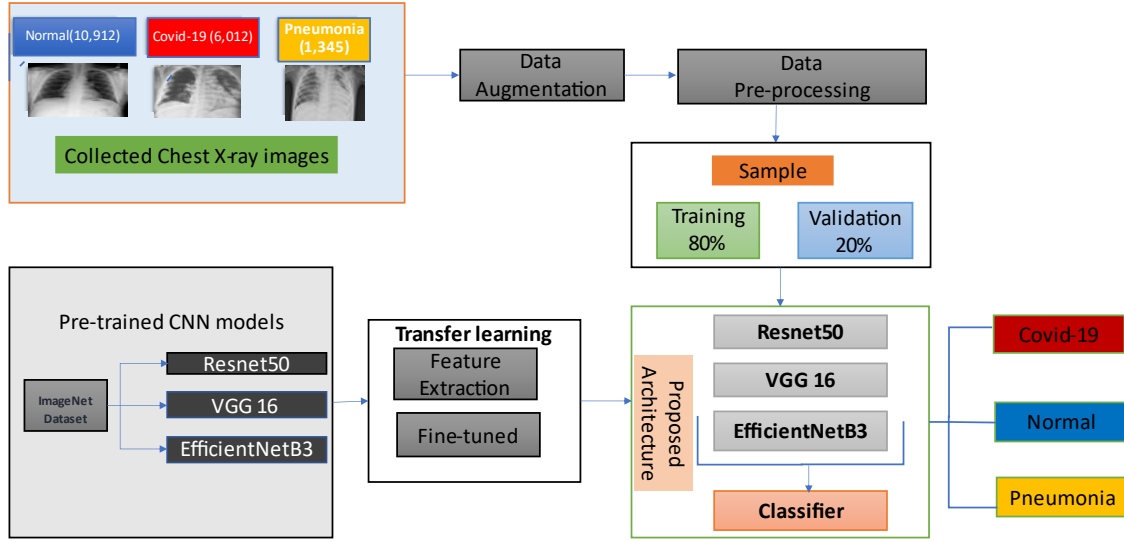 Normal(10,912)
Covid-19 (6,012)
Pneumonia
(1,345)
Collected Chest X-ray images
Data
Augmentation
Data
Pre-processing
Sample
Training
80%
Validation
20%
Pre-trained CNN models
ImageNet
Dataset
Resnet50
VGG 16
EfficientNetB3
Transfer learning
Feature
Extraction
Fine-tuned
Proposed
Architecture
Resnet50
VGG 16
EfficientNetB3
Classifier
Covid-19
Normal
Pneumonia